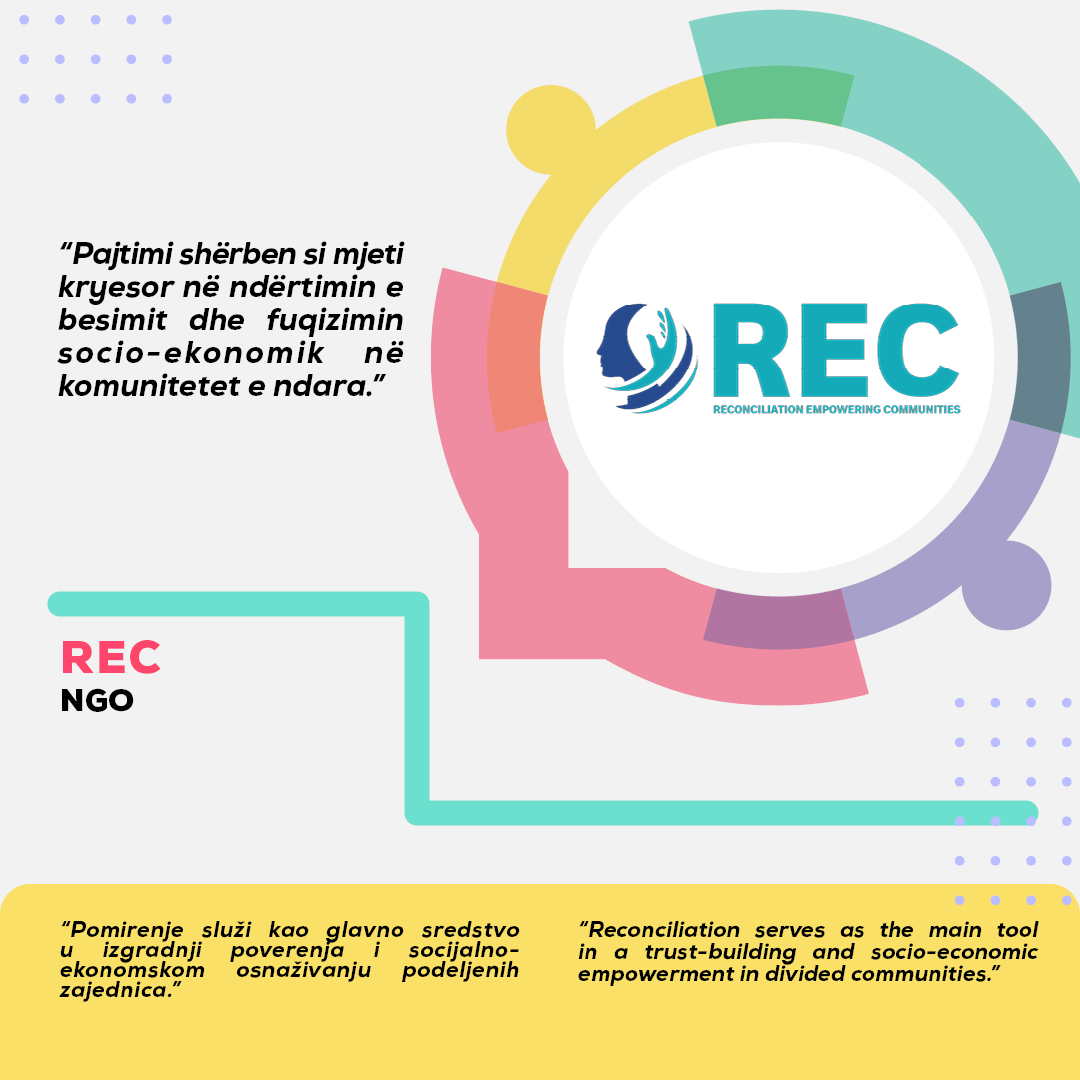 “Pajtimi shërben si mjeti
kryesor në ndërtimin e
besimit dhe fuqizimin
socio-ekonomik në
komunitetet e ndara.”
REC
RECONCILIATION EMPOWERING COMMUNITIES
REC
NGO
“Pomirenje služi kao glavno sredstvo
u izgradnji poverenja i socijalno-
ekonomskom osnaživanju podeljenih
zajednica.”
“Reconciliation serves as the main tool
in a trust-building and socio-economic
empowerment in divided communities.”